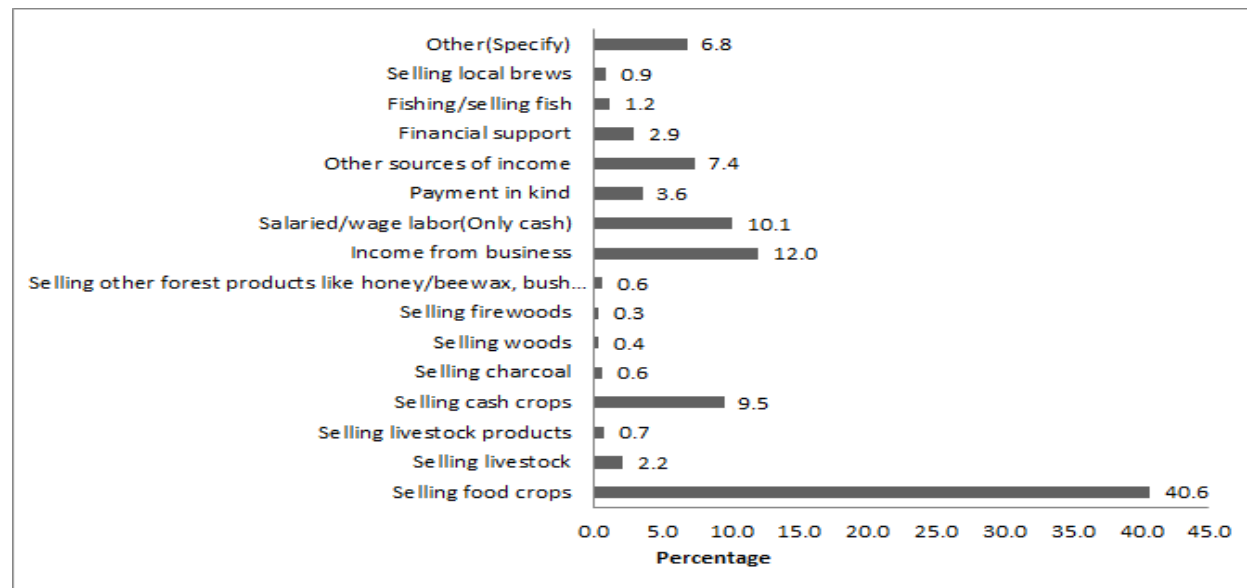 Other(Specify) 6.8
Selling local brews 0.9
Fishing/selling fish 1.2
Financial support 2.9
Other sources of income 7.4
Payment in kind 3.6
Salaried/wage labor(Only cash) 10.1
Income from business 12.0
Selling other forest products like honey/beewax, bush... 0.6
Selling firewoods 0.3
Selling woods 0.4
Selling charcoal 0.6
Selling cash crops 9.5
Selling livestock products 0.7
Selling livestock 2.2
Selling food crops 40.6
0.0 5.0 10.0 15.0 20.0 25.0 30.0 35.0 40.0 45.0
Percentage